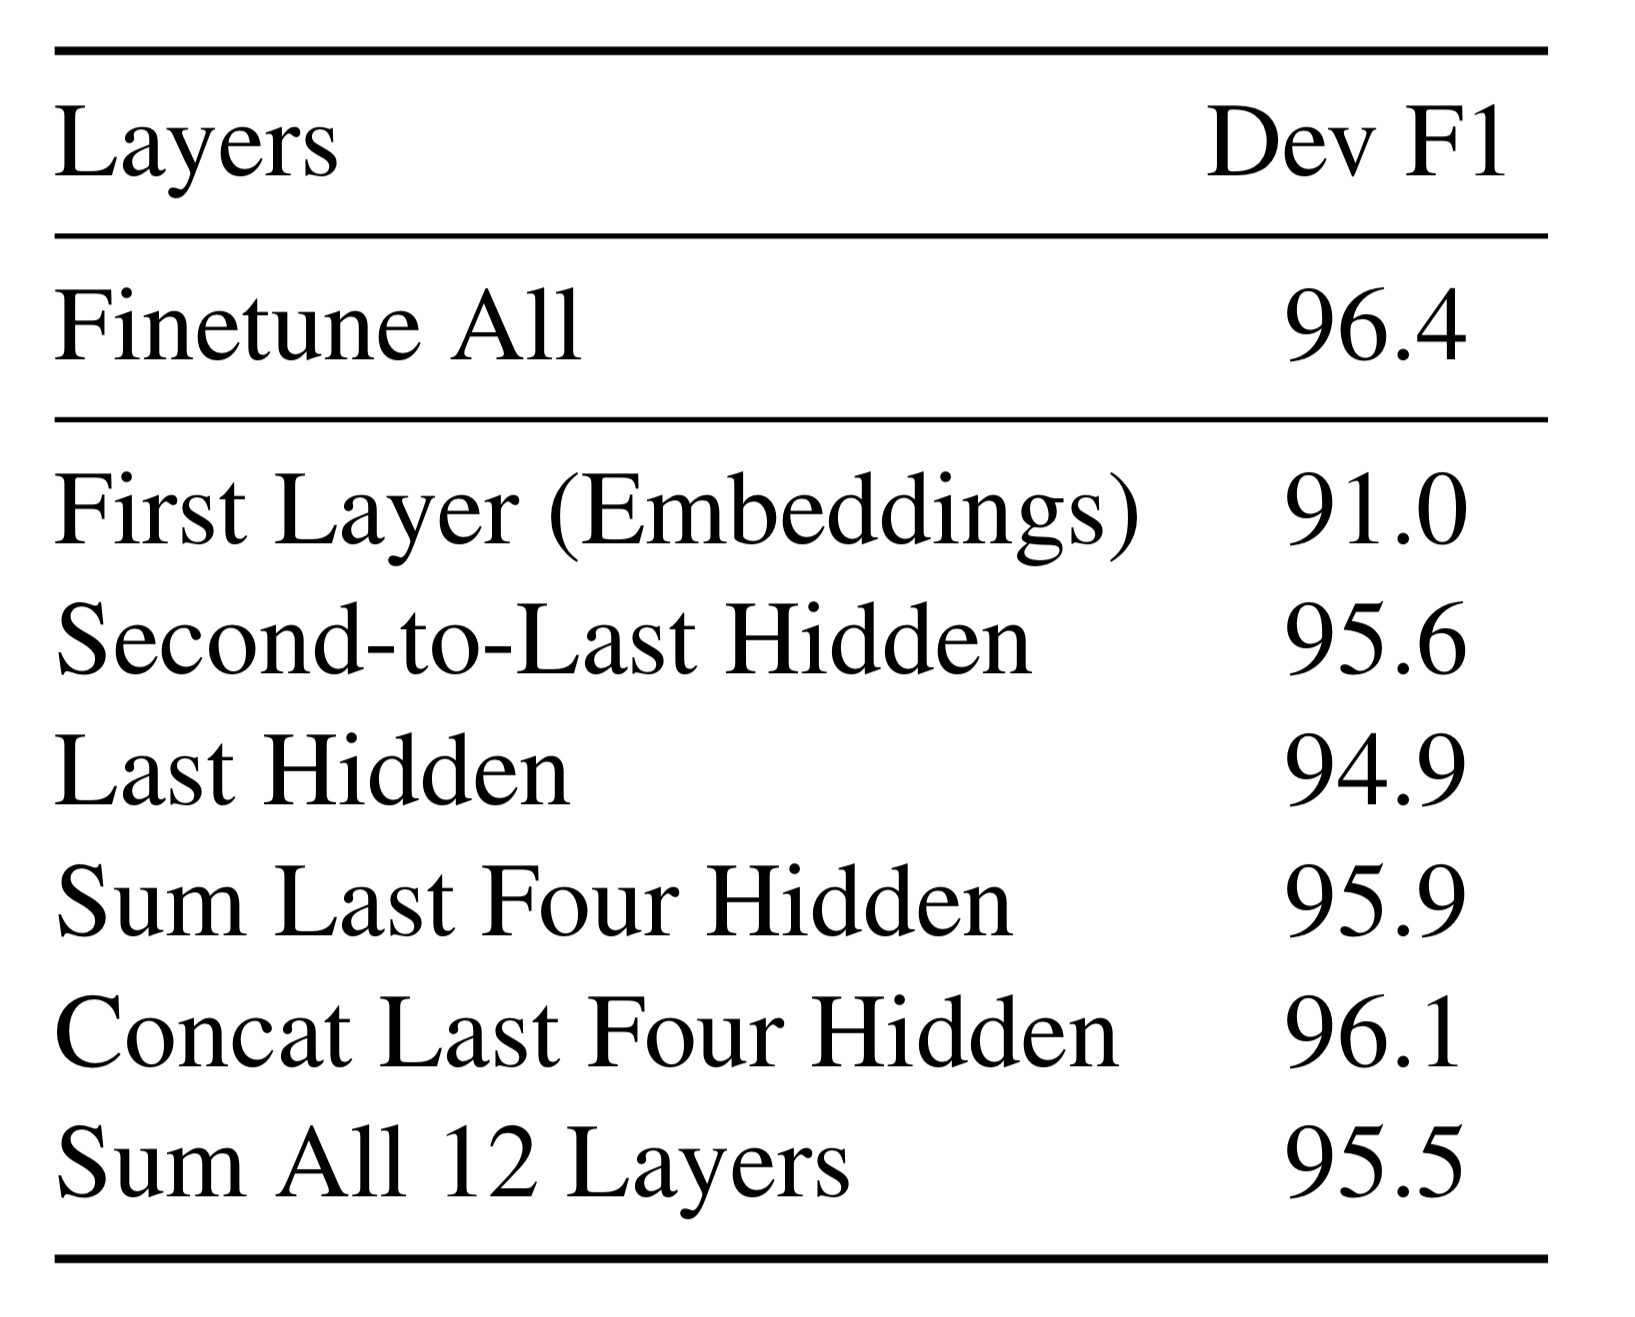 Layers Dev F1
Finetune All 96.4
First Layer (Embeddings) 91.0
Second-to-Last Hidden 95.6
Last Hidden 94.9
Sum Last Four Hidden 95.9
Concat Last Four Hidden 96.1
Sum All 12 Layers 95.5